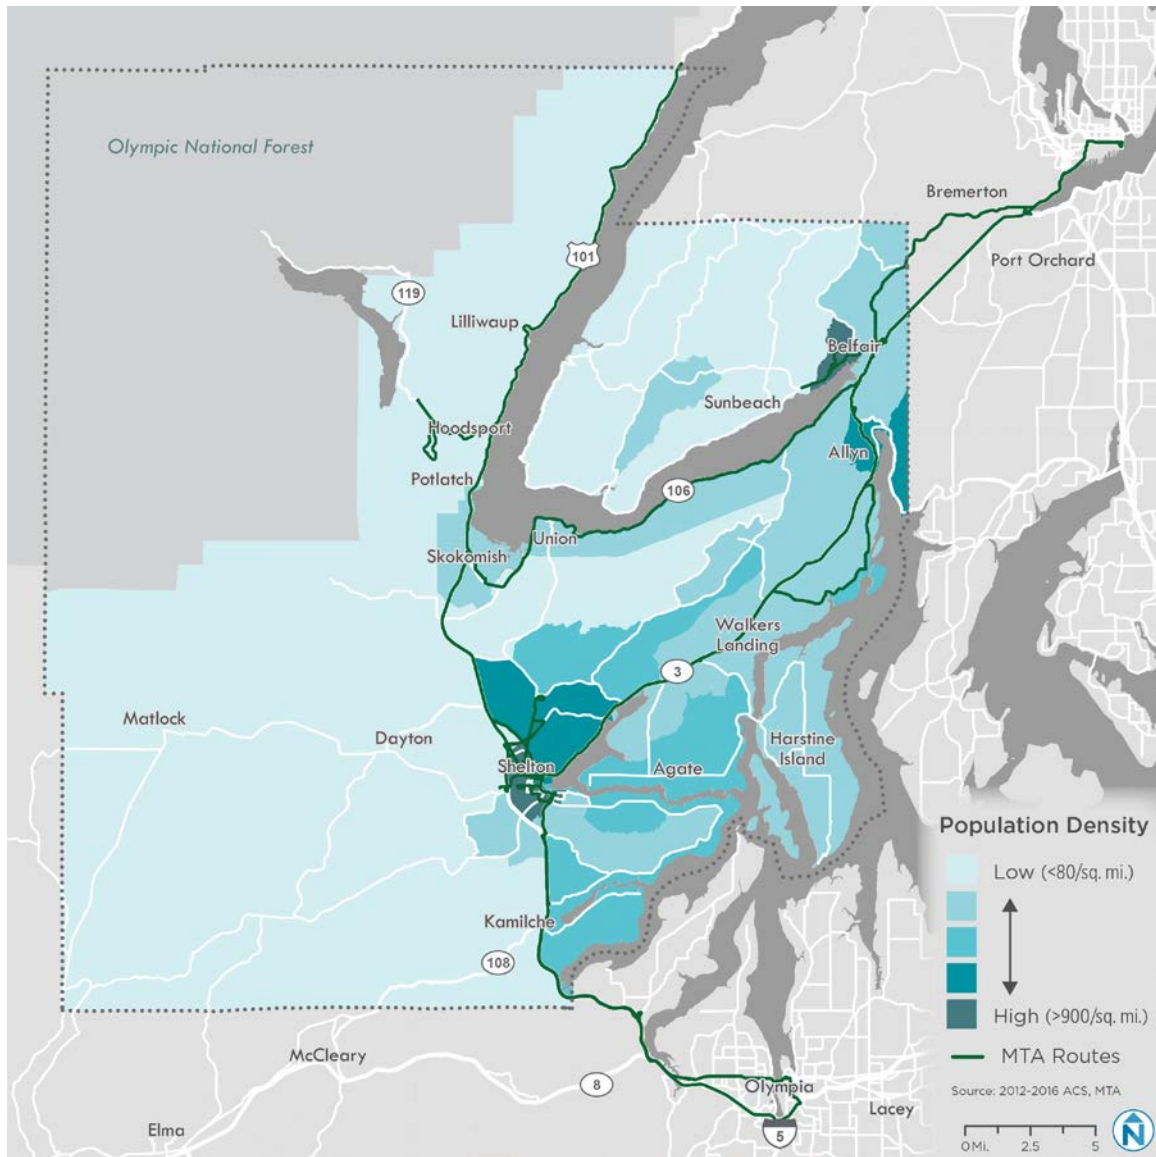 Olympic National Forest
Bremerton
Port Orchard
101
119
Lilliwaup
Belfair
Sunbeach
Hoodsport
Allyn
Potlatch
106
Union
Skokomish
Walkers
Landing
3
Matlock
Dayton
Harstine
Island
Shelton
Agate
Kamilche
108
McCleary
8
Olympia
Lacey
Elma
5
Population Density
Low (<80/sq. mi.)
High (>900/sq. mi.)
MTA Routes
Source: 2012-2016 ACS, MTA
0 Mi. 2.5 5
N